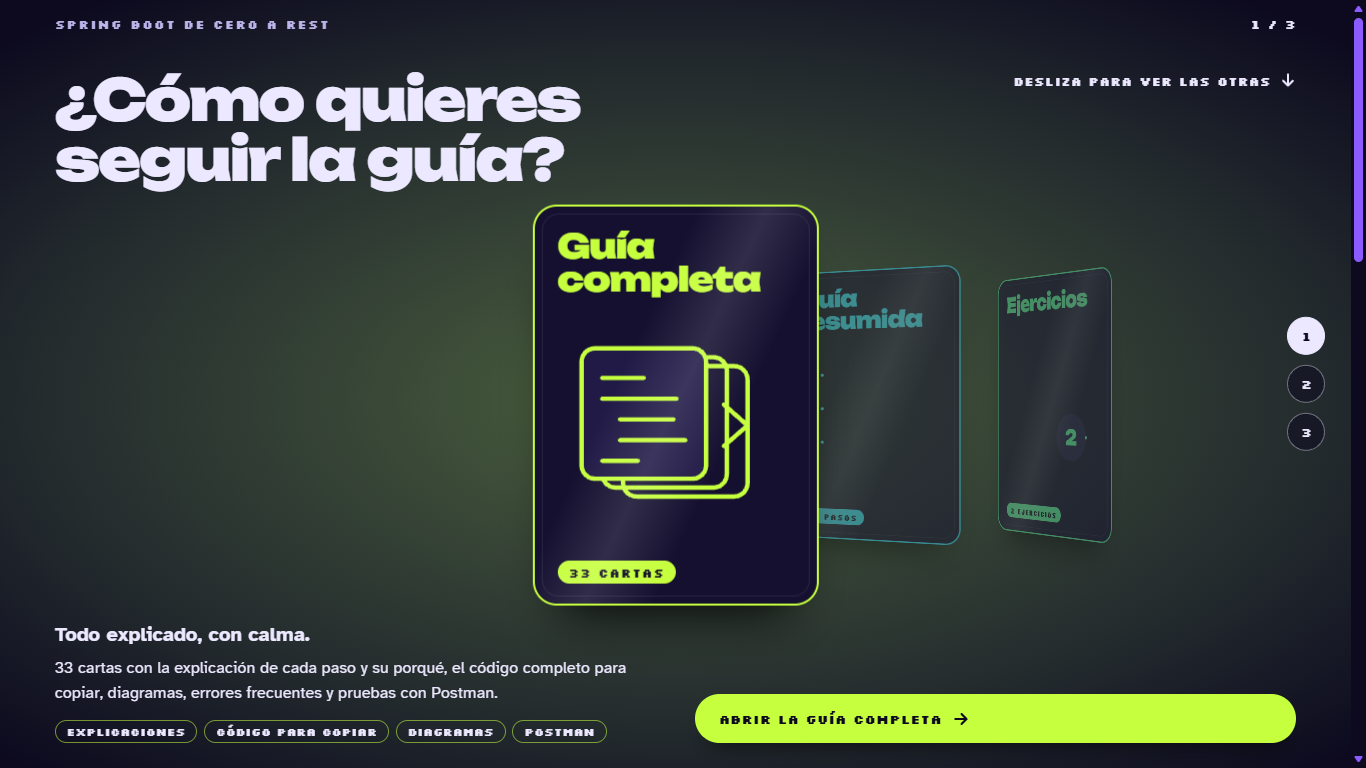 SPRING BOOT DE CERO A REST
1 / 3
DESLIZA PARA VER LAS OTRAS ↓
¿Cómo quieres
seguir la guía?
Guía
completa
33 CARTAS
uía
esumida
PASOS
Ejercicios
2
2 EJERCICIOS
1
2
3
Todo explicado, con calma.
33 cartas con la explicación de cada paso y su porqué, el código completo para
copiar, diagramas, errores frecuentes y pruebas con Postman.
EXPLICACIONES CÓDIGO PARA COPIAR DIAGRAMAS POSTMAN
ABRIR LA GUÍA COMPLETA →